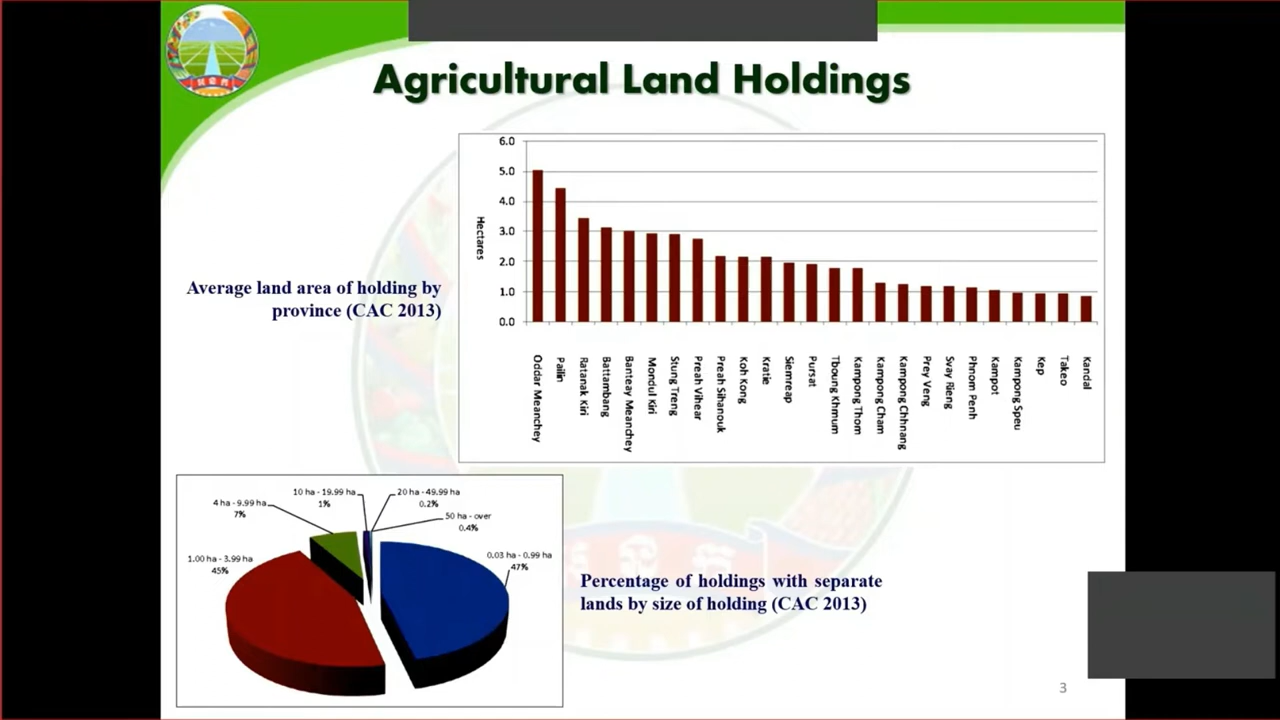 Agricultural Land Holdings
6.0
5.0
4.0
3.0
2.0
1.0
0.0
Hectares
Oddar Meanchey
Pailin
Ratanak Kiri
Battambang
Banteay Meanchey
Mondul Kiri
Stung Treng
Preah Vihear
Preah Sihanouk
Koh Kong
Kratie
Siemreap
Pursat
Tboung Khmum
Kampong Thom
Kampong Cham
Kampong Chhnang
Prey Veng
Svay Rieng
Phnom Penh
Kampot
Kampong Speu
Kep
Takeo
Kandal
Average land area of holding by
province (CAC 2013)
10 ha - 19.99 ha
1%
20 ha - 49.99 ha
0.2%
4 ha - 9.99 ha
7%
50 ha - over
0.4%
1.00 ha - 3.99 ha
45%
0.03 ha - 0.99 ha
47%
Percentage of holdings with separate
lands by size of holding (CAC 2013)
3